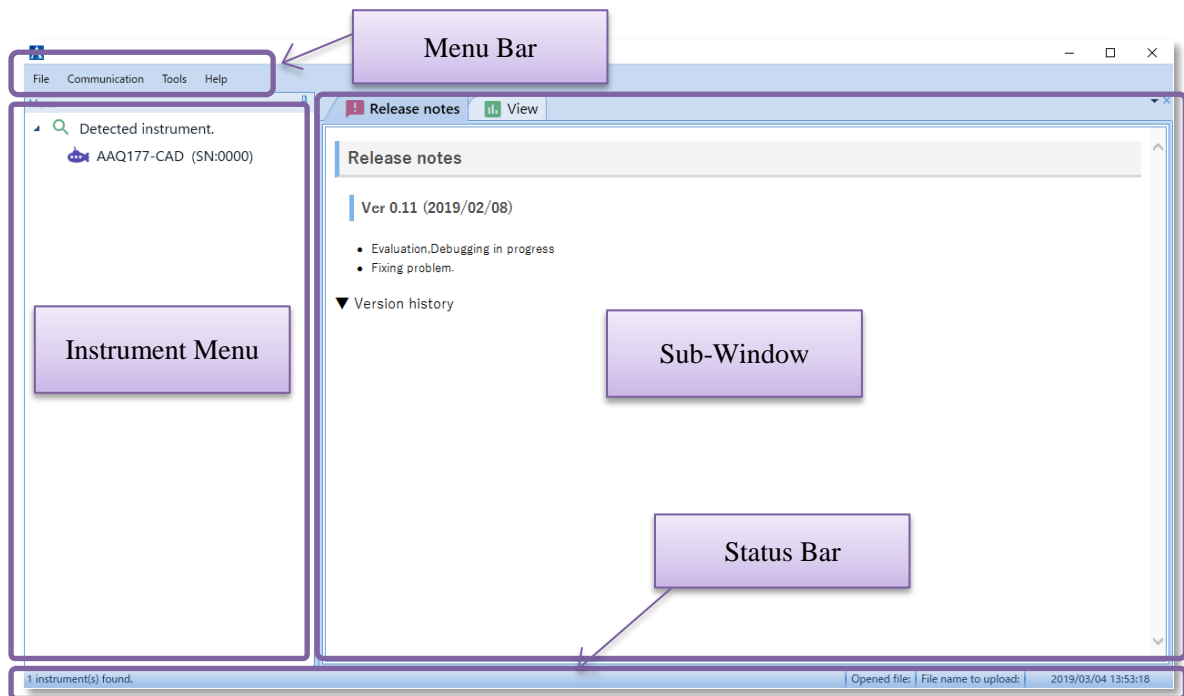 Menu Bar
File Communication Tools Help
Release notes View
Detected instrument.
AAQ177-CAD (SN:0000)
Release notes
Ver 0.11 (2019/02/08)
• Evaluation,Debugging in progress
• Fixing problem.
▼ Version history
Instrument Menu
Sub-Window
Status Bar
1 instrument(s) found. Opened file: File name to upload: 2019/03/04 13:53:18